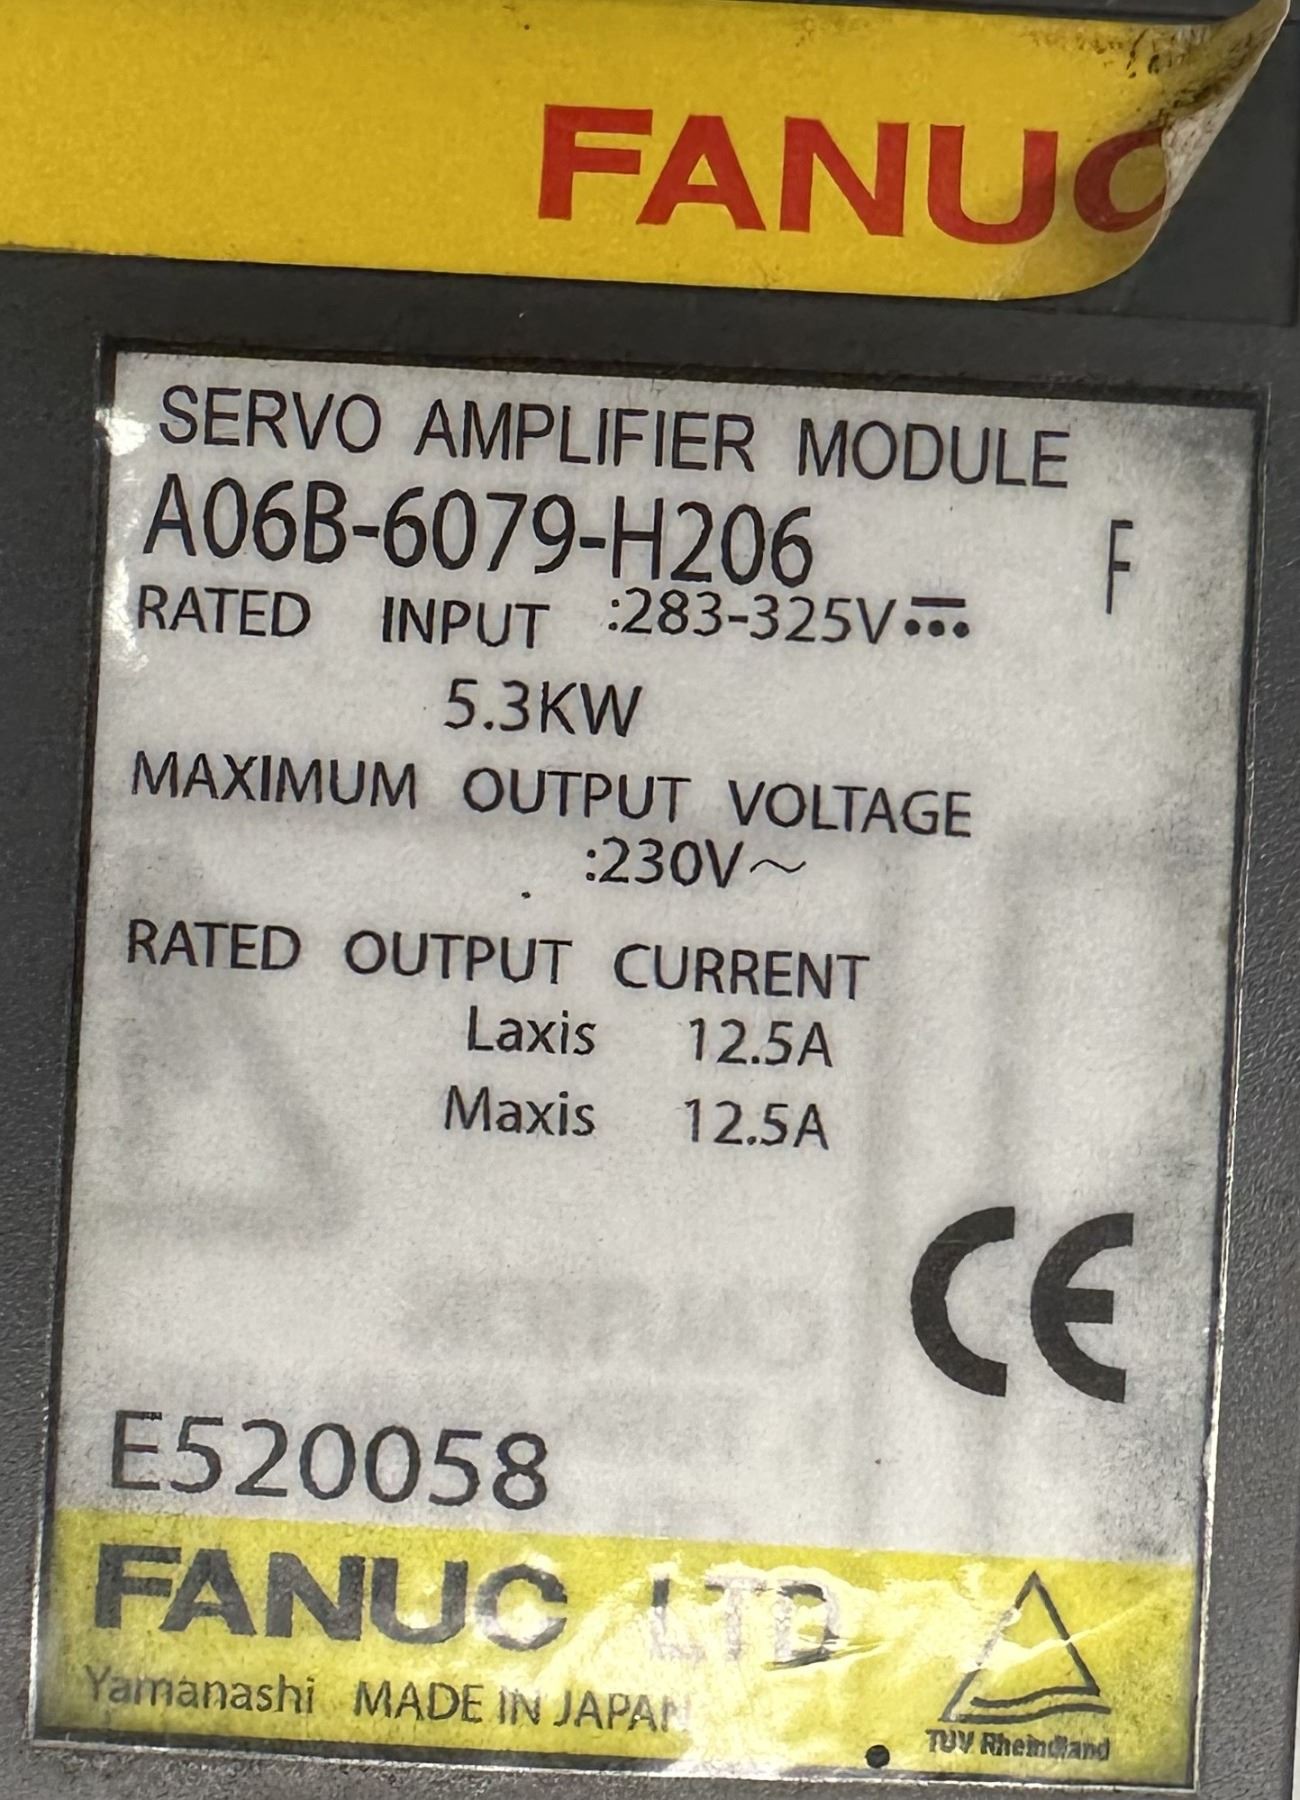 FANUC
SERVO AMPLIFIER MODULE
A06B-6079-H206 F
RATED INPUT :283-325V⎓
5.3KW
MAXIMUM OUTPUT VOLTAGE
:230V~
RATED OUTPUT CURRENT
Laxis 12.5A
Maxis 12.5A
CE
E520058
FANUC LTD
Yamanashi MADE IN JAPAN
TUV Rheindland